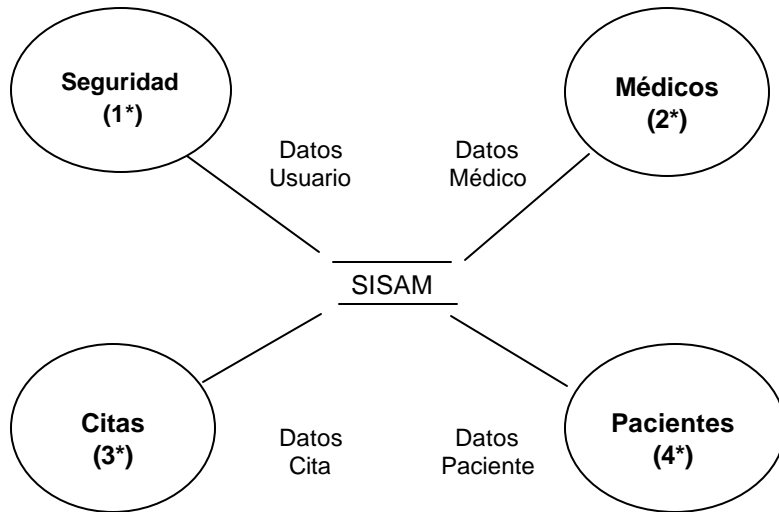 Seguridad
(1*)
Médicos
(2*)
Datos
Usuario
Datos
Médico
SISAM
Citas
(3*)
Datos
Cita
Datos
Paciente
Pacientes
(4*)